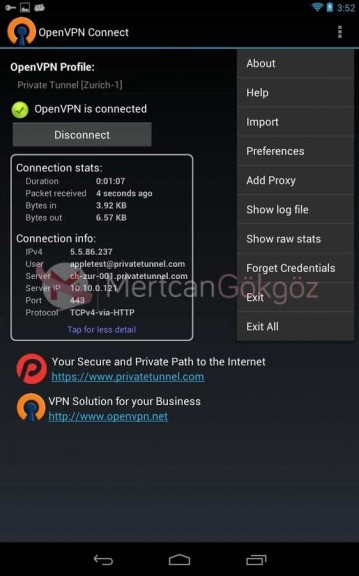 3:52
OpenVPN Connect
OpenVPN Profile:
Private Tunnel [Zurich-1]
OpenVPN is connected
Disconnect
Connection stats:
Duration 0:01:07
Packet received 4 seconds ago
Bytes in 3.92 KB
Bytes out 6.57 KB
Connection info:
IPv4 5.5.86.237
User appletest@privatetunnel.com
Server ch-zur-001.privatetunnel.com
Server IP 10.10.0.121
Port 443
Protocol TCPv4-via-HTTP
Tap for less detail
About
Help
Import
Preferences
Add Proxy
Show log file
Show raw stats
Forget Credentials
Exit
Exit All
MertcanGökgöz
Your Secure and Private Path to the Internet
https://www.privatetunnel.com
VPN Solution for your Business
http://www.openvpn.net